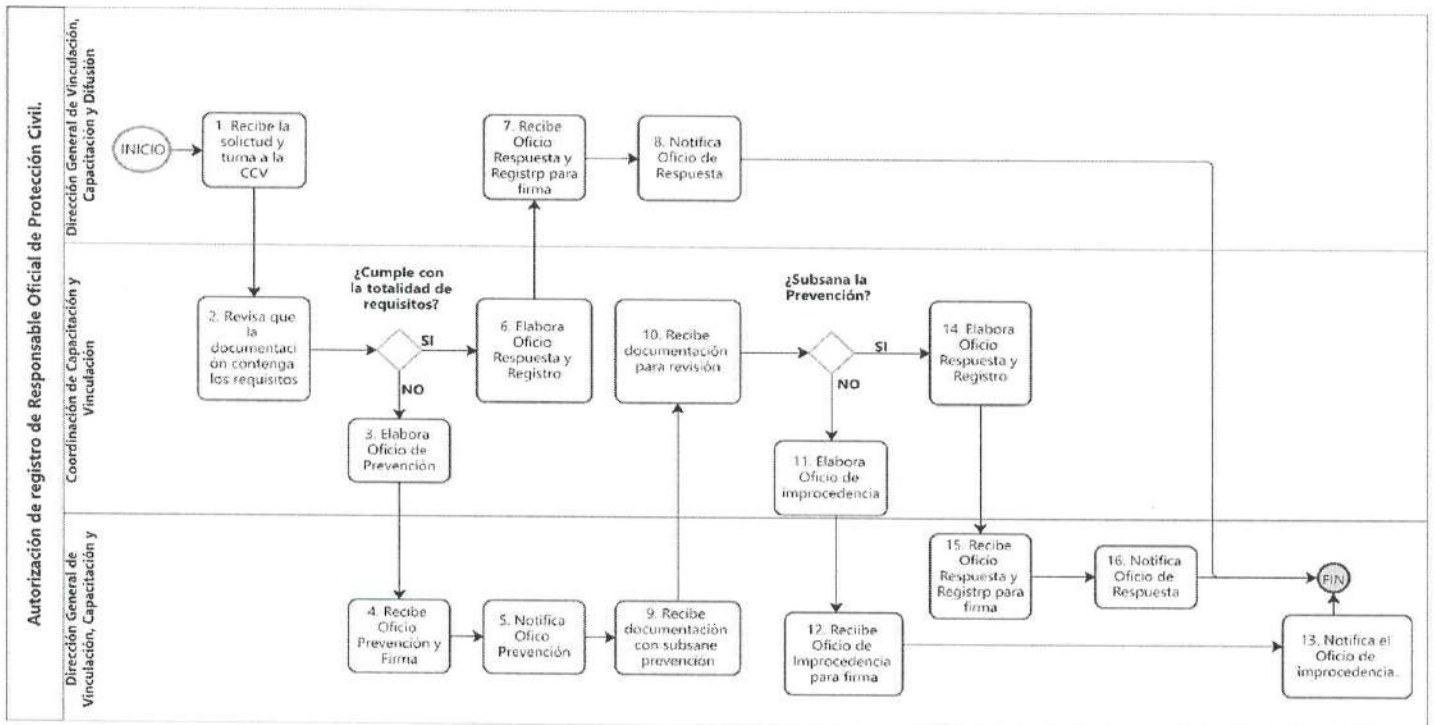 Autorización de registro de Responsable Oficial de Protección Civil.
Dirección General de Vinculación,
Capacitación y Difusión
INICIO
1. Recibe la
solictud y
turna a la
CCV
7. Recibe
Oficio
Respuesta y
Registrp para
firma
8. Notifica
Oficio de
Respuesta
Coordinación de Capacitación y
Vinculación
2. Revisa que
la
documentaci
ón contenga
los requisitos
¿Cumple con
la totalidad de
requisitos?
SI
NO
3. Elabora
Oficio de
Prevención
6. Elabora
Oficio
Respuesta y
Registro
10. Recibe
documentación
para revisión
¿Subsana la
Prevención?
SI
NO
11. Elabora
Oficio de
improcedencia
14. Elabora
Oficio
Respuesta y
Registro
Dirección General de
Vinculación, Capacitación y
4. Recibe
Oficio
Prevención y
Firma
5. Notifica
Ofico
Prevención
9. Recibe
documentación
con subsane
prevención
12. Reciibe
Oficio de
Improcedencia
para firma
15. Recibe
Oficio
Respuesta y
Registrp para
firma
16. Notifica
Oficio de
Respuesta
FIN
13. Notifica el
Oficio de
improcedencia.